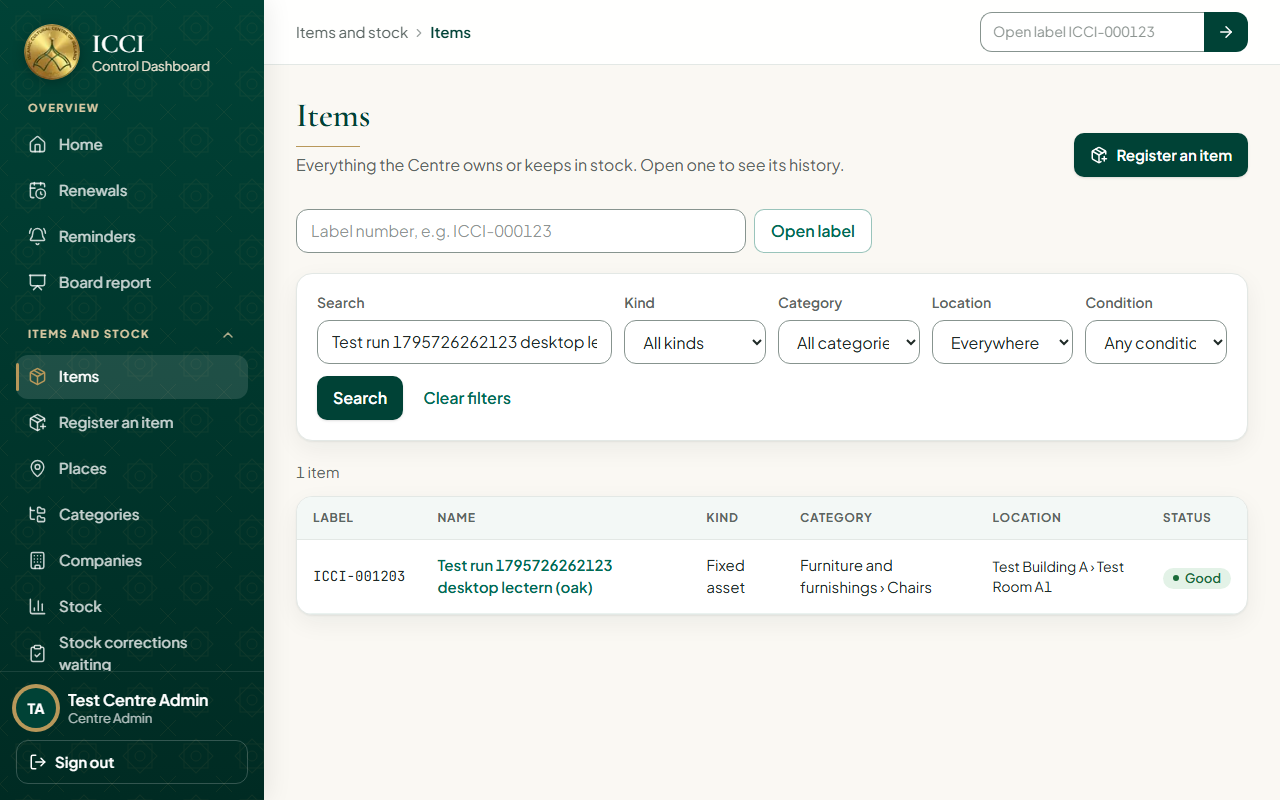 ICCI
Control Dashboard
OVERVIEW
Home
Renewals
Reminders
Board report
ITEMS AND STOCK
Items
Register an item
Places
Categories
Companies
Stock
Stock corrections
waiting
TA
Test Centre Admin
Centre Admin
Sign out
Items and stock › Items
Open label ICCI-000123
Items
Everything the Centre owns or keeps in stock. Open one to see its history.
Register an item
Label number, e.g. ICCI-000123
Open label
Search
Kind
Category
Location
Condition
Test run 1795726262123 desktop le
All kinds
All categorie
Everywhere
Any conditic
Search
Clear filters
1 item
LABEL NAME KIND CATEGORY LOCATION STATUS
ICCI-001203
Test run 1795726262123
desktop lectern (oak)
Fixed
asset
Furniture and
furnishings › Chairs
Test Building A › Test
Room A1
Good